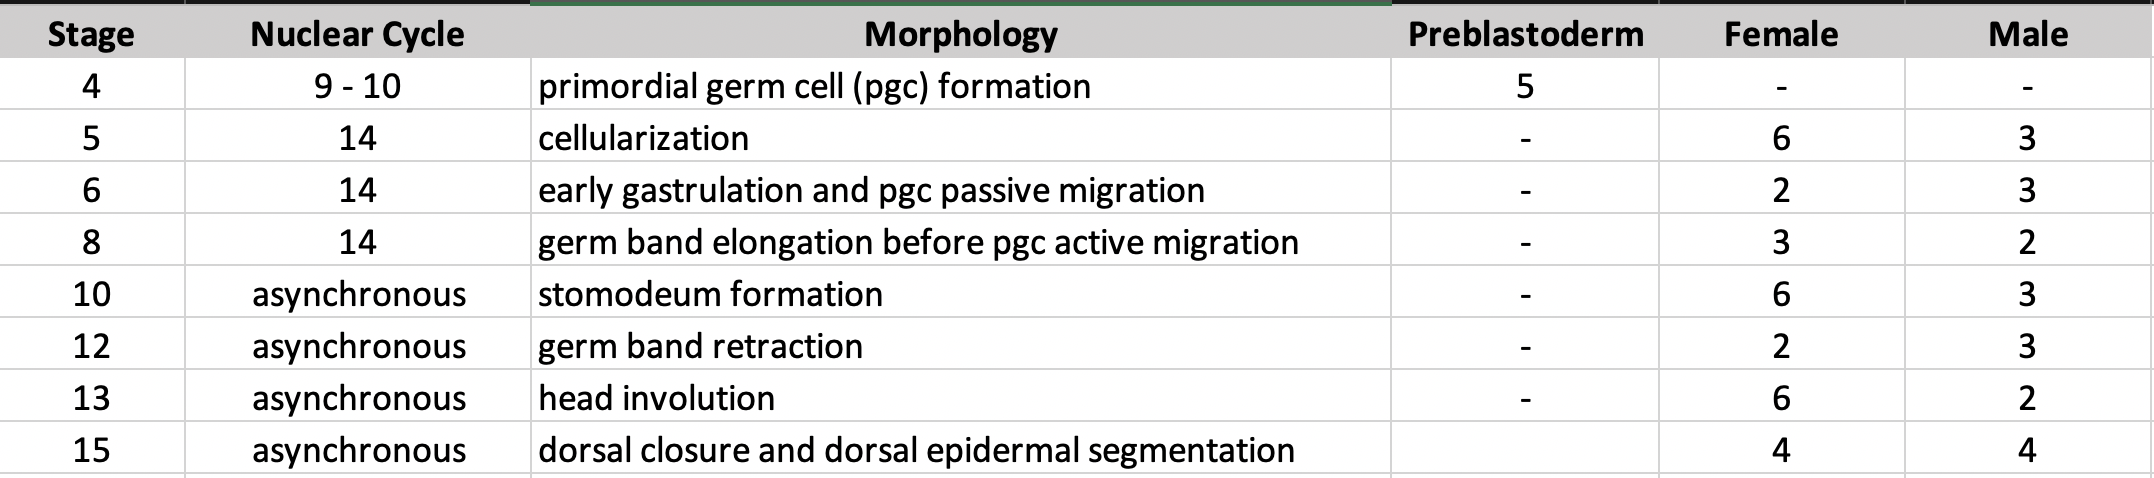 Stage Nuclear Cycle Morphology Preblastoderm Female Male
4 9 - 10 primordial germ cell (pgc) formation 5 - -
5 14 cellularization - 6 3
6 14 early gastrulation and pgc passive migration - 2 3
8 14 germ band elongation before pgc active migration - 3 2
10 asynchronous stomodeum formation - 6 3
12 asynchronous germ band retraction - 2 3
13 asynchronous head involution - 6 2
15 asynchronous dorsal closure and dorsal epidermal segmentation 4 4